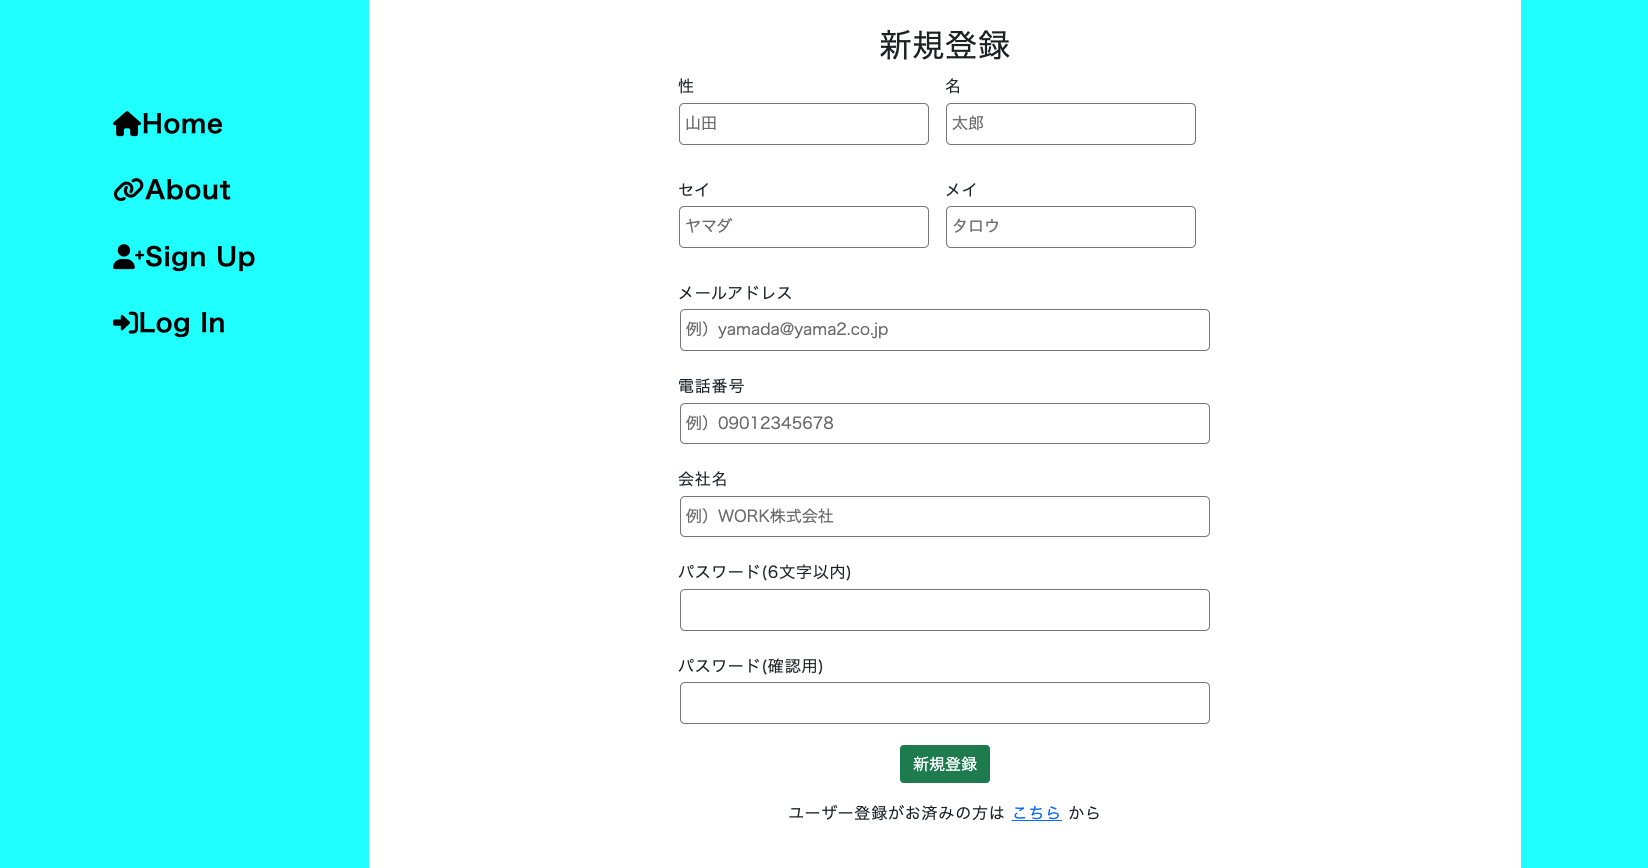 Home
About
Sign Up
Log In
新規登録
性 名
山田 太郎
セイ メイ
ヤマダ タロウ
メールアドレス
例）yamada@yama2.co.jp
電話番号
例）09012345678
会社名
例）WORK株式会社
パスワード(6文字以内)
パスワード(確認用)
新規登録
ユーザー登録がお済みの方は こちら から